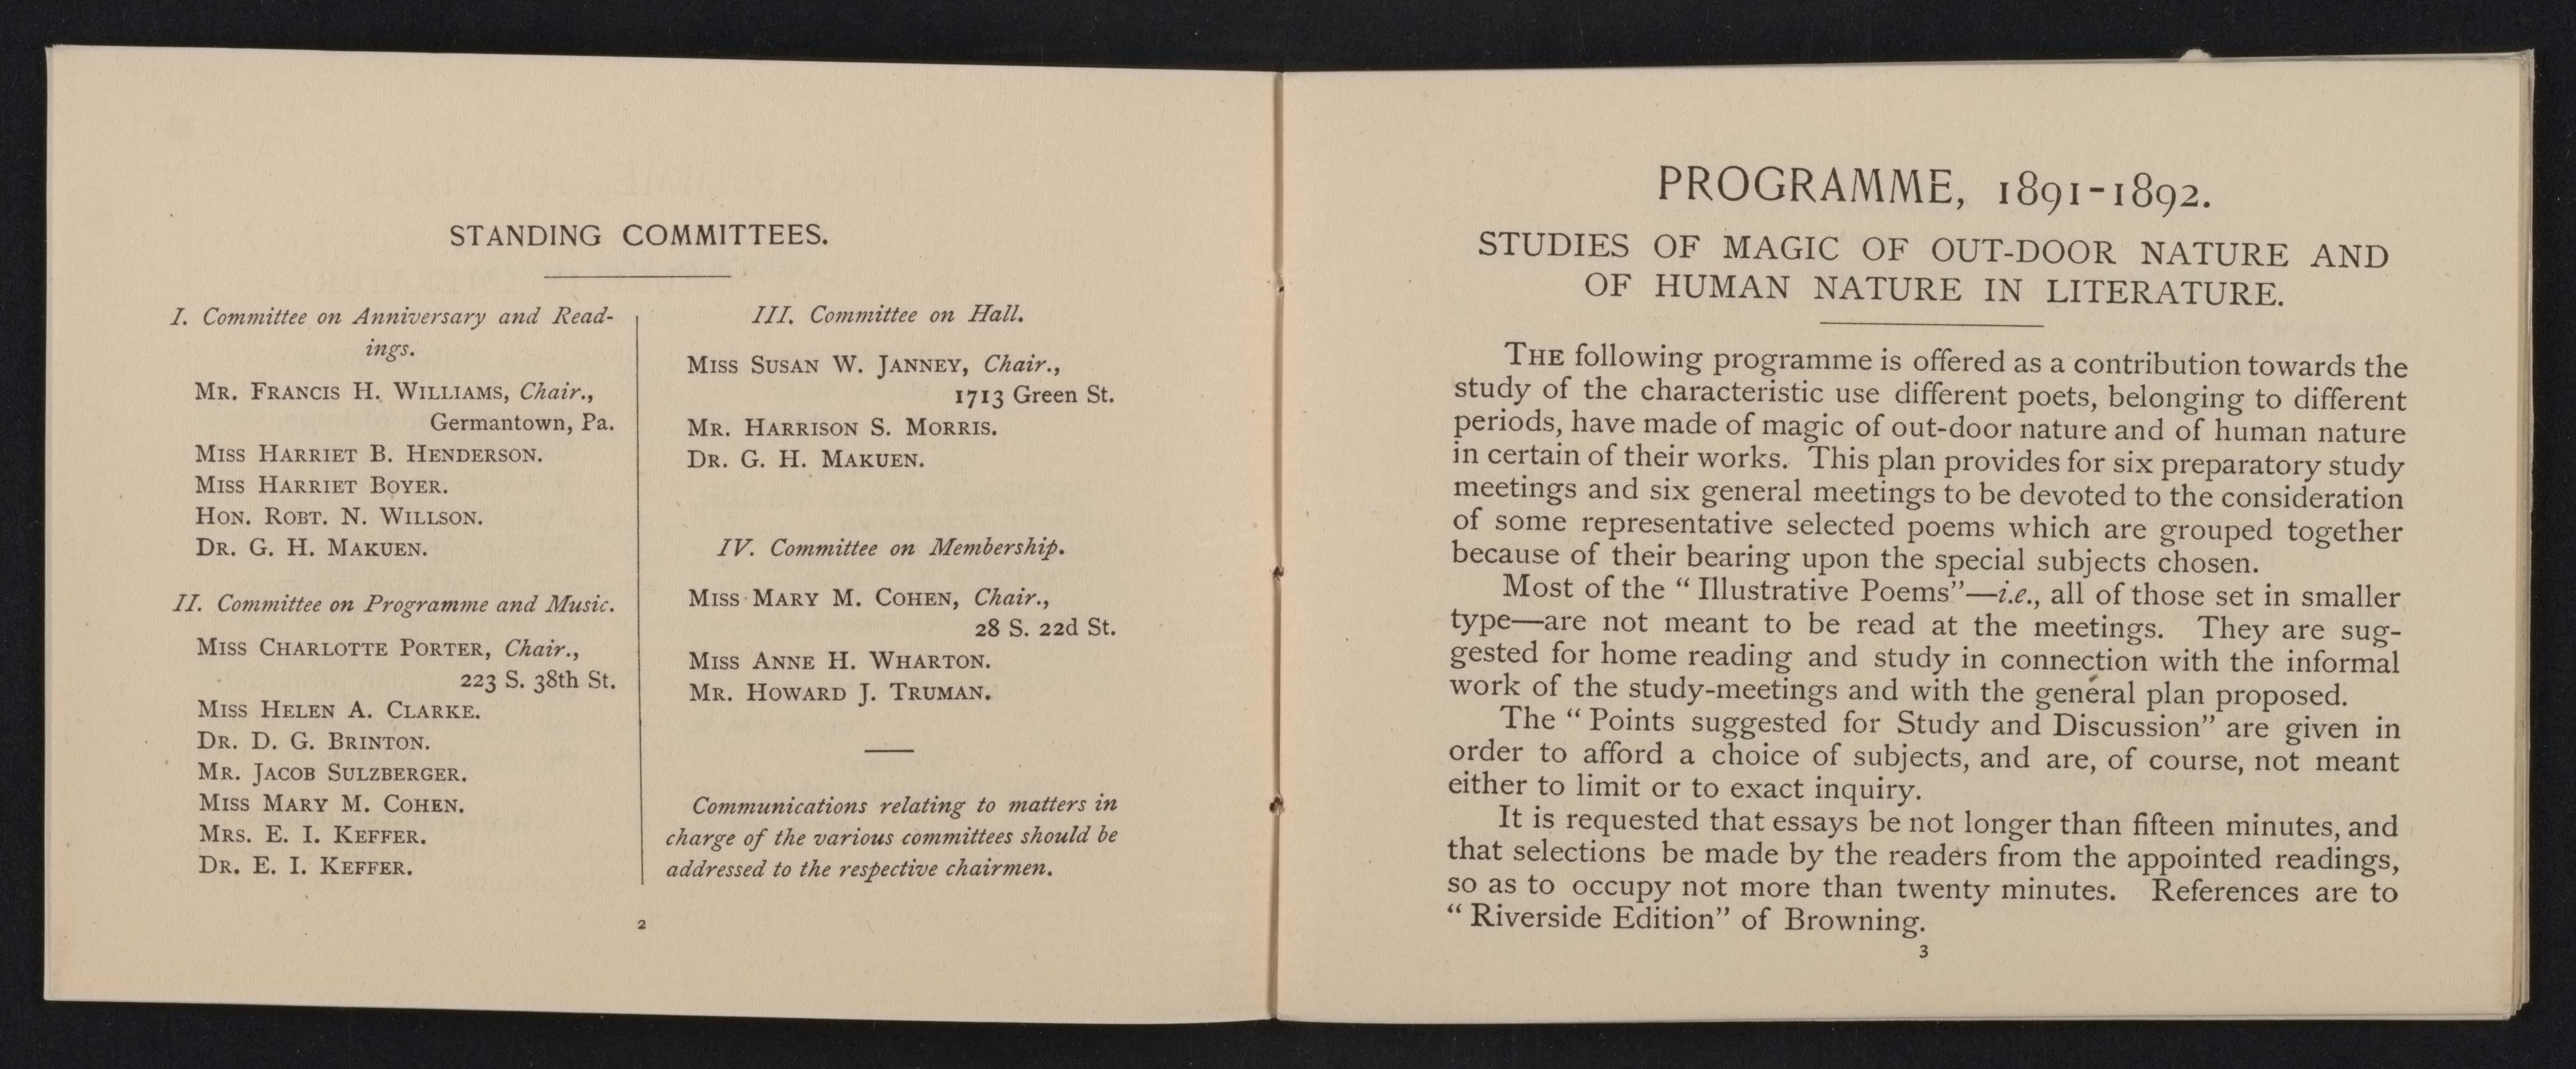 STANDING COMMITTEES.
I. Committee on Anniversary and Read-
ings.
MR. FRANCIS H. WILLIAMS, Chair.,
Germantown, Pa.
MISS HARRIET B. HENDERSON.
MISS HARRIET BOYER.
HON. ROBT. N. WILLSON.
DR. G. H. MAKUEN.
II. Committee on Programme and Music.
MISS CHARLOTTE PORTER, Chair.,
223 S. 38th St.
MISS HELEN A. CLARKE.
DR. D. G. BRINTON.
MR. JACOB SULZBERGER.
MISS MARY M. COHEN.
MRS. E. I. KEFFER.
DR. E. I. KEFFER.
III. Committee on Hall.
MISS SUSAN W. JANNEY, Chair.,
1713 Green St.
MR. HARRISON S. MORRIS.
DR. G. H. MAKUEN.
IV. Committee on Membership.
MISS MARY M. COHEN, Chair.,
28 S. 22d St.
MISS ANNE H. WHARTON.
MR. HOWARD J. TRUMAN.
Communications relating to matters in
charge of the various committees should be
addressed to the respective chairmen.
2
PROGRAMME, 1891-1892.
STUDIES OF MAGIC OF OUT-DOOR NATURE AND
OF HUMAN NATURE IN LITERATURE.
THE following programme is offered as a contribution towards the
study of the characteristic use different poets, belonging to different
periods, have made of magic of out-door nature and of human nature
in certain of their works. This plan provides for six preparatory study
meetings and six general meetings to be devoted to the consideration
of some representative selected poems which are grouped together
because of their bearing upon the special subjects chosen.
Most of the “Illustrative Poems”—i.e., all of those set in smaller
type—are not meant to be read at the meetings. They are sug-
gested for home reading and study in connection with the informal
work of the study-meetings and with the general plan proposed.
The “Points suggested for Study and Discussion” are given in
order to afford a choice of subjects, and are, of course, not meant
either to limit or to exact inquiry.
It is requested that essays be not longer than fifteen minutes, and
that selections be made by the readers from the appointed readings,
so as to occupy not more than twenty minutes. References are to
“Riverside Edition” of Browning.
3